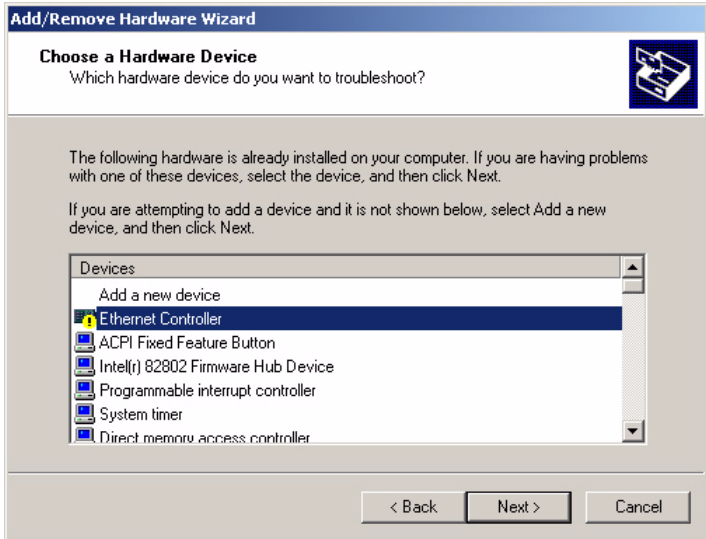 Add/Remove Hardware Wizard
Choose a Hardware Device
Which hardware device do you want to troubleshoot?
The following hardware is already installed on your computer. If you are having problems
with one of these devices, select the device, and then click Next.
If you are attempting to add a device and it is not shown below, select Add a new
device, and then click Next.
Devices
Add a new device
Ethernet Controller
ACPI Fixed Feature Button
Intel(r) 82802 Firmware Hub Device
Programmable interrupt controller
System timer
Direct memory access controller
< Back
Next >
Cancel